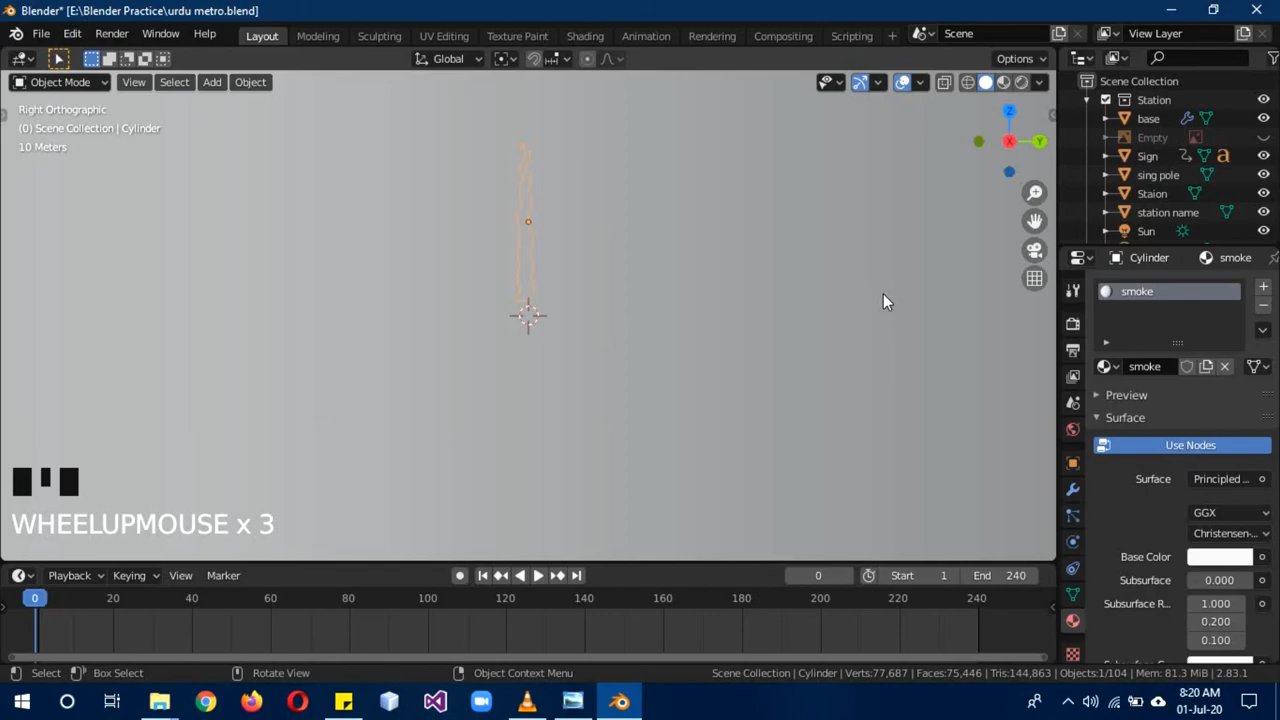 Blender* [E:\Blender Practice\urdu metro.blend]
File Edit Render Window Help Layout Modeling Sculpting UV Editing Texture Paint Shading Animation Rendering Compositing Scripting + Scene View Layer
Global Options
Object Mode View Select Add Object
Right Orthographic
(0) Scene Collection | Cylinder
10 Meters
Z
Y
X
Scene Collection
Station
base
Empty
Sign
sing pole
Staion
station name
Sun
Cylinder smoke
smoke
smoke
Preview
Surface
Use Nodes
Surface Principled ...
GGX
Christensen-...
Base Color
Subsurface 0.000
Subsurface R... 1.000
0.200
0.100
WHEELUPMOUSE x 3
Playback Keying View Marker 0 Start 1 End 240
0 20 40 60 80 100 120 140 160 180 200 220 240
Select Box Select Rotate View Object Context Menu Scene Collection | Cylinder | Verts:77,687 | Faces:75,446 | Tris:144,863 | Objects:1/104 | Mem: 81.3 MiB | 2.83.1
8:20 AM
01-Jul-20